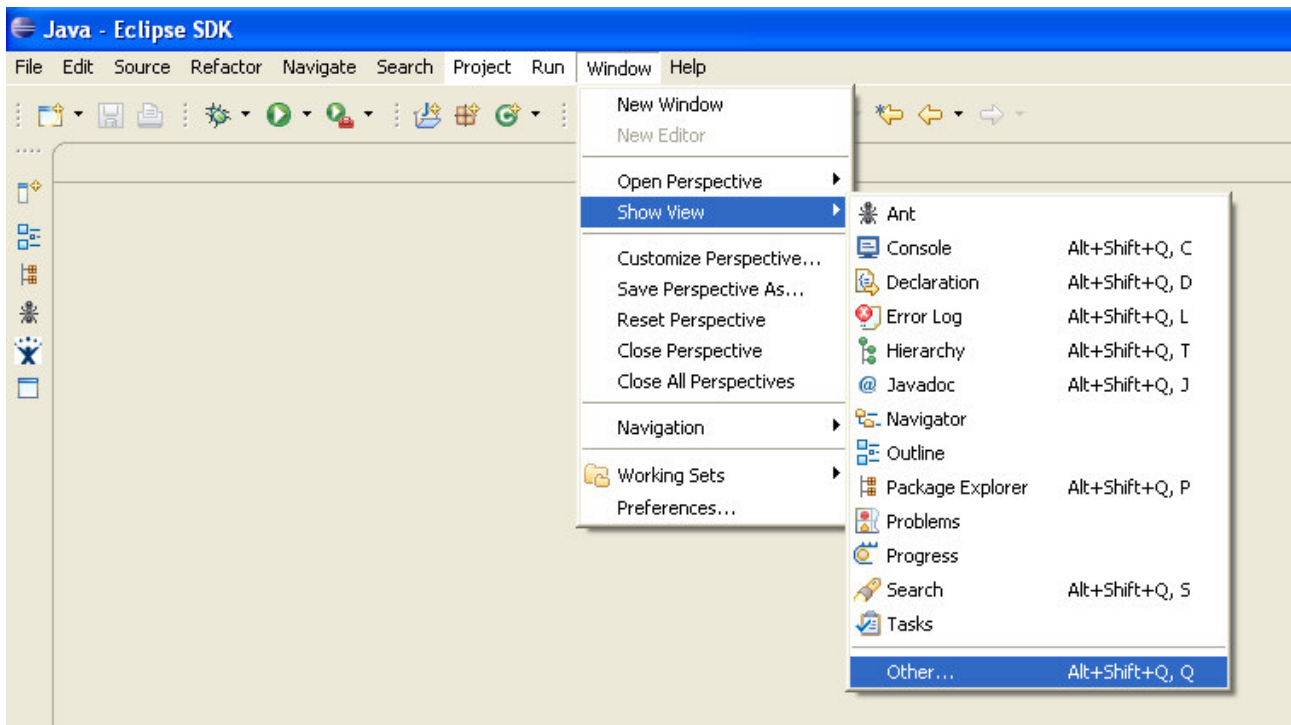 Java - Eclipse SDK
File Edit Source Refactor Navigate Search Project Run Window Help
New Window
New Editor
Open Perspective
Show View
Customize Perspective...
Save Perspective As...
Reset Perspective
Close Perspective
Close All Perspectives
Navigation
Working Sets
Preferences...
Ant
Console Alt+Shift+Q, C
Declaration Alt+Shift+Q, D
Error Log Alt+Shift+Q, L
Hierarchy Alt+Shift+Q, T
@ Javadoc Alt+Shift+Q, J
Navigator
Outline
Package Explorer Alt+Shift+Q, P
Problems
Progress
Search Alt+Shift+Q, S
Tasks
Other... Alt+Shift+Q, Q